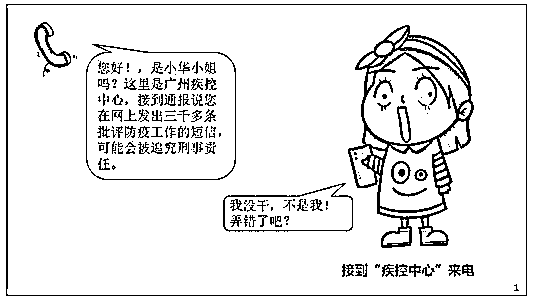 您好！，是小华小姐
吗？这里是广州疾控
中心，接到通报说您
在网上发出三千多条
批评防疫工作的短信，
可能会被追究刑事责
任。
我没干，不是我！
弄错了吧？
接到“疾控中心”来电
1